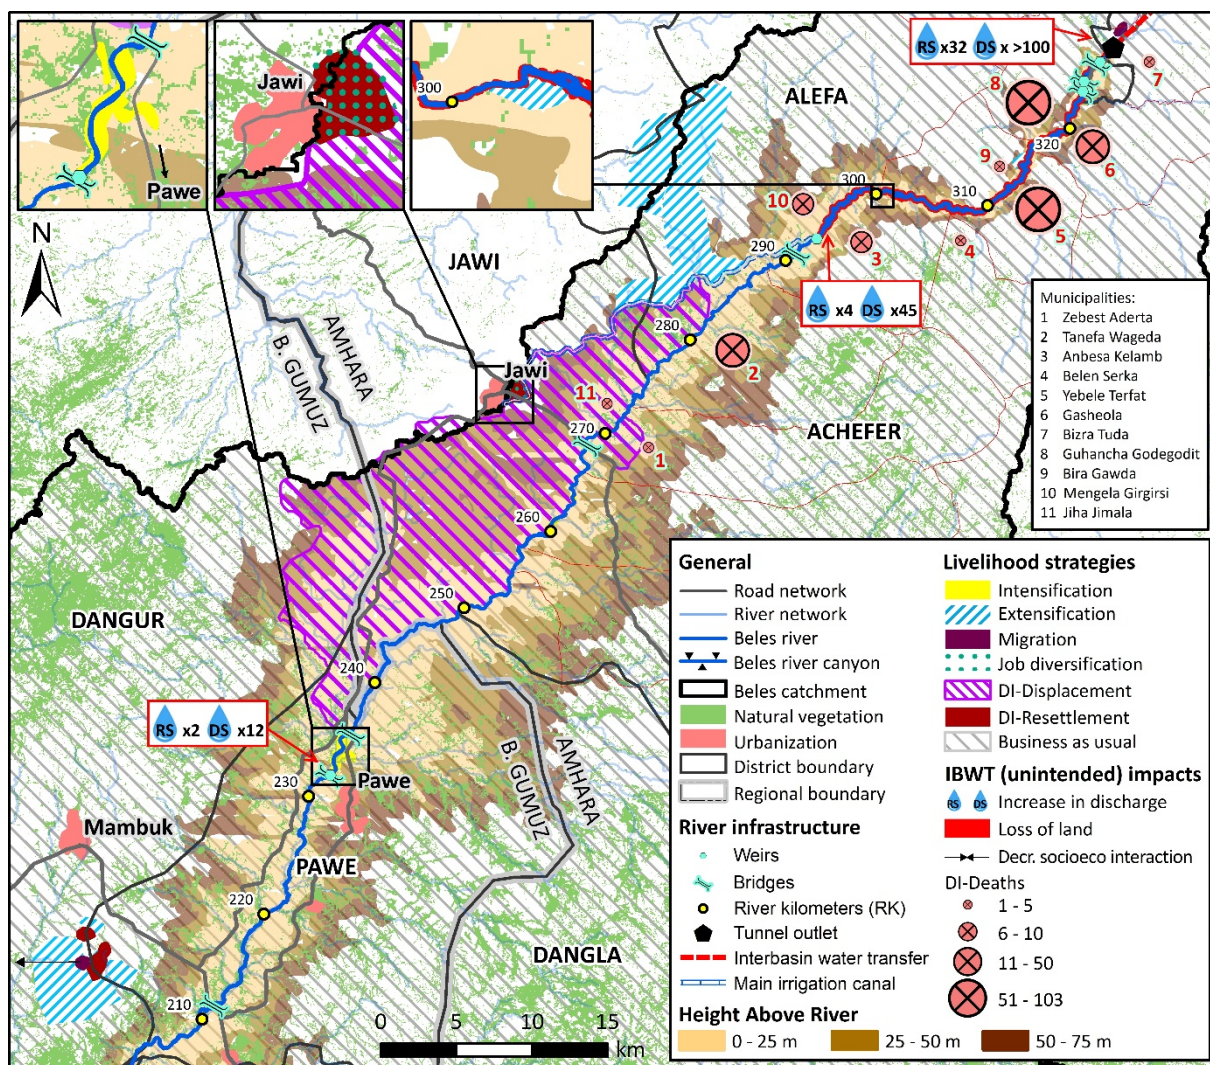 Pawe
Jawi
300
RS x32 DS x >100
7
8
ALEFA
6
320
9
5
310
300
10
4
3
290
N
JAWI
RS x4 DS x45
Municipalities:
1 Zebest Aderta
2 Tanefa Wageda
3 Anbesa Kelamb
4 Belen Serka
5 Yebele Terfat
6 Gasheola
7 Bizra Tuda
8 Guhancha Godegodit
9 Bira Gawda
10 Mengela Girgirsi
11 Jiha Jimala
AMHARA
B. GUMUZ
280
2
Jawi
11
270
1
ACHEFER
260
250
DANGUR
240
RS x2 DS x12
230
Pawe
AMHARA
B. GUMUZ
Mambuk
PAWE
220
DANGLA
210
0 5 10 15
km
General
Road network
River network
Beles river
Beles river canyon
Beles catchment
Natural vegetation
Urbanization
District boundary
Regional boundary
River infrastructure
Weirs
Bridges
River kilometers (RK)
Tunnel outlet
Interbasin water transfer
Main irrigation canal
Livelihood strategies
Intensification
Extensification
Migration
Job diversification
DI-Displacement
DI-Resettlement
Business as usual
IBWT (unintended) impacts
RS DS Increase in discharge
Loss of land
Decr. socioeco interaction
DI-Deaths
1 - 5
6 - 10
11 - 50
51 - 103
Height Above River
0 - 25 m 25 - 50 m 50 - 75 m